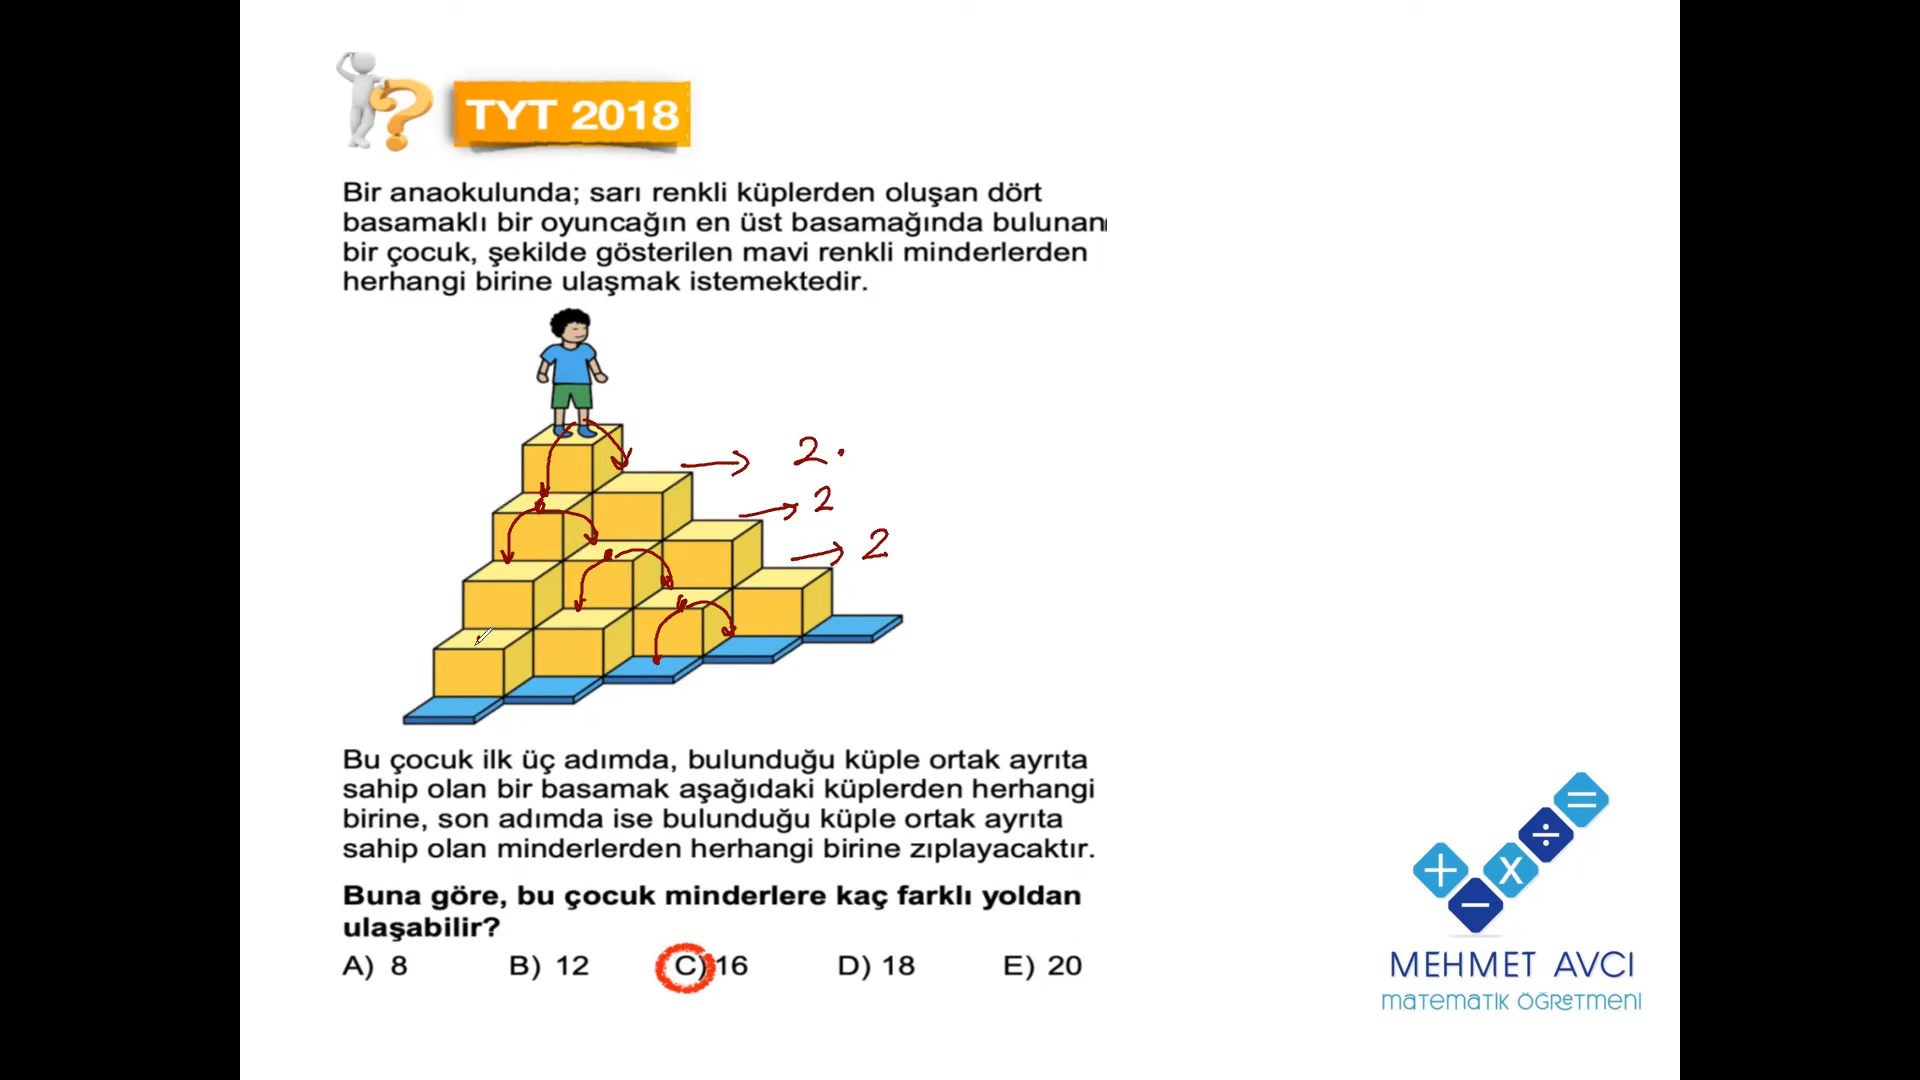 TYT 2018
Bir anaokulunda; sarı renkli küplerden oluşan dört
basamaklı bir oyuncağın en üst basamağında bulunan
bir çocuk, şekilde gösterilen mavi renkli minderlerden
herhangi birine ulaşmak istemektedir.
2.
2
2
Bu çocuk ilk üç adımda, bulunduğu küple ortak ayrıta
sahip olan bir basamak aşağıdaki küplerden herhangi
birine, son adımda ise bulunduğu küple ortak ayrıta
sahip olan minderlerden herhangi birine zıplayacaktır.
Buna göre, bu çocuk minderlere kaç farklı yoldan
ulaşabilir?
A) 8 B) 12 C) 16 D) 18 E) 20
+ − x ÷ =
MEHMET AVCI
matematik öğretmeni